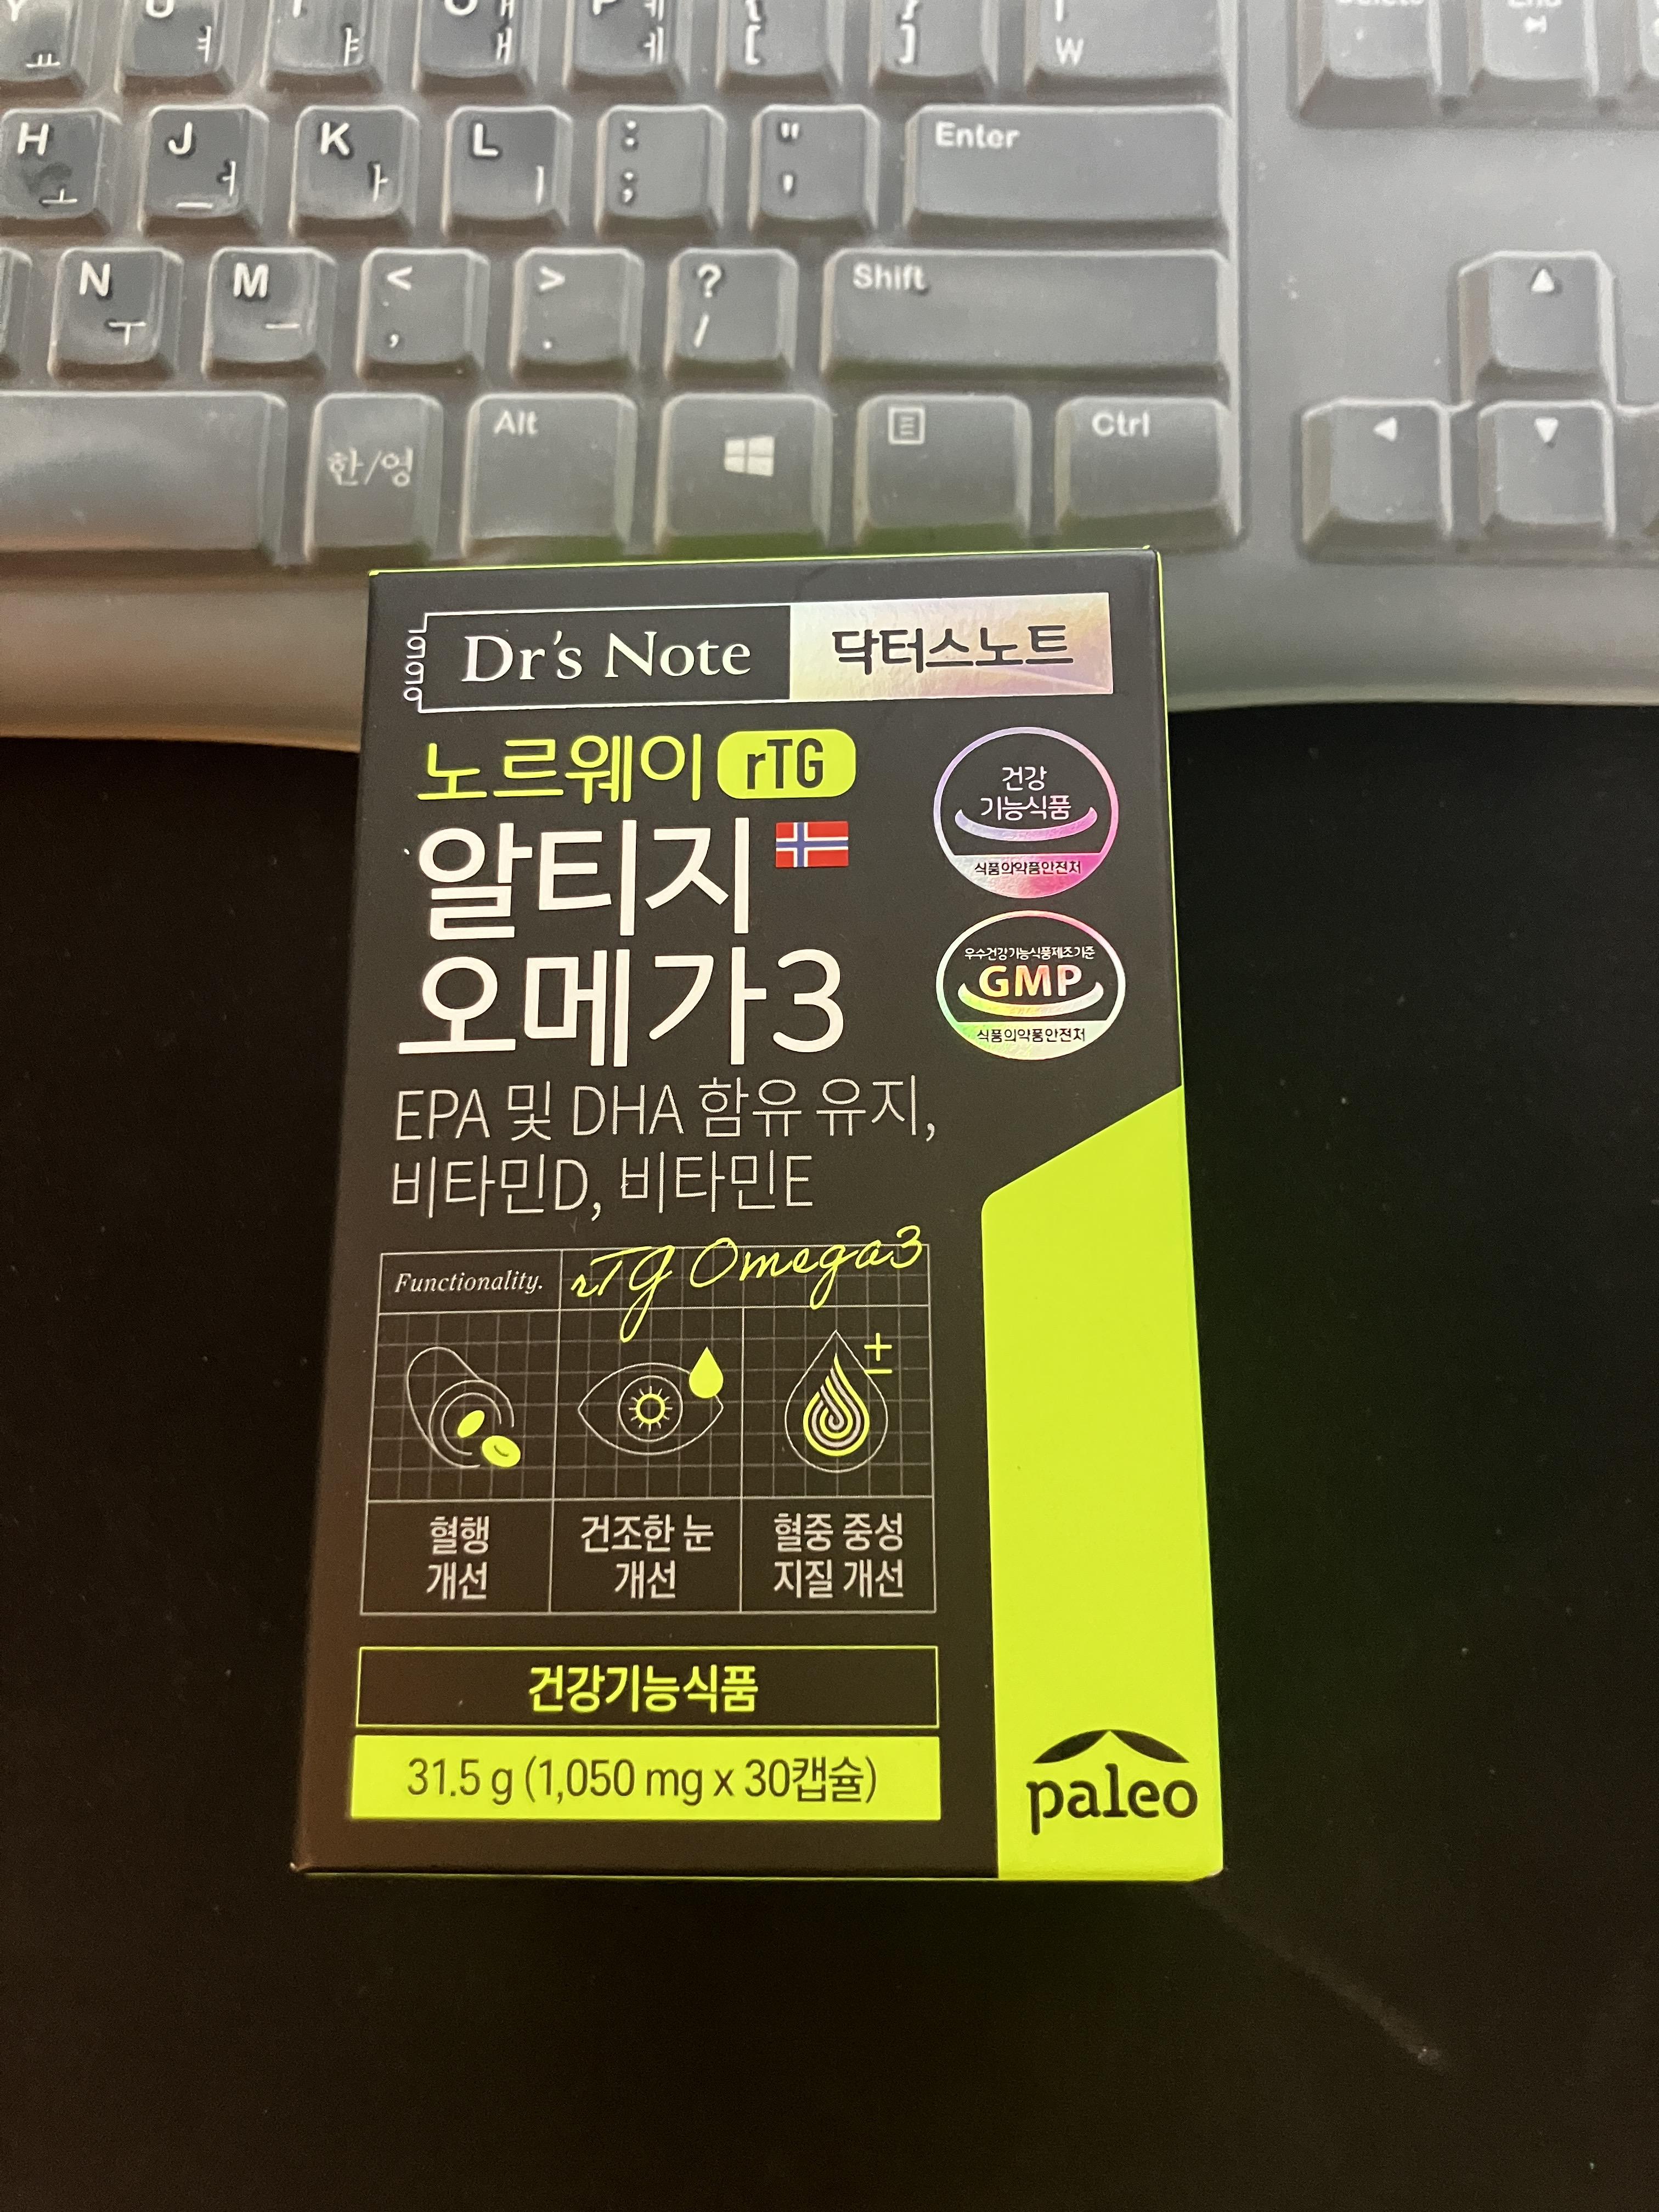 H ㅗ
J ㅓ
K ㅏ
L ㅣ
: ;
" '
Enter
N ㅜ
M ㅡ
< ,
> .
? /
Shift
한/영
Alt
Ctrl
Dr's Note 닥터스노트
노르웨이 rTG
알티지
오메가3
EPA 및 DHA 함유 유지,
비타민D, 비타민E
건강
기능식품
식품의약품안전처
우수건강기능식품제조기준
GMP
식품의약품안전처
Functionality. rTG Omega3
혈행
개선
건조한 눈
개선
혈중 중성
지질 개선
건강기능식품
31.5 g (1,050 mg x 30캡슐)
paleo